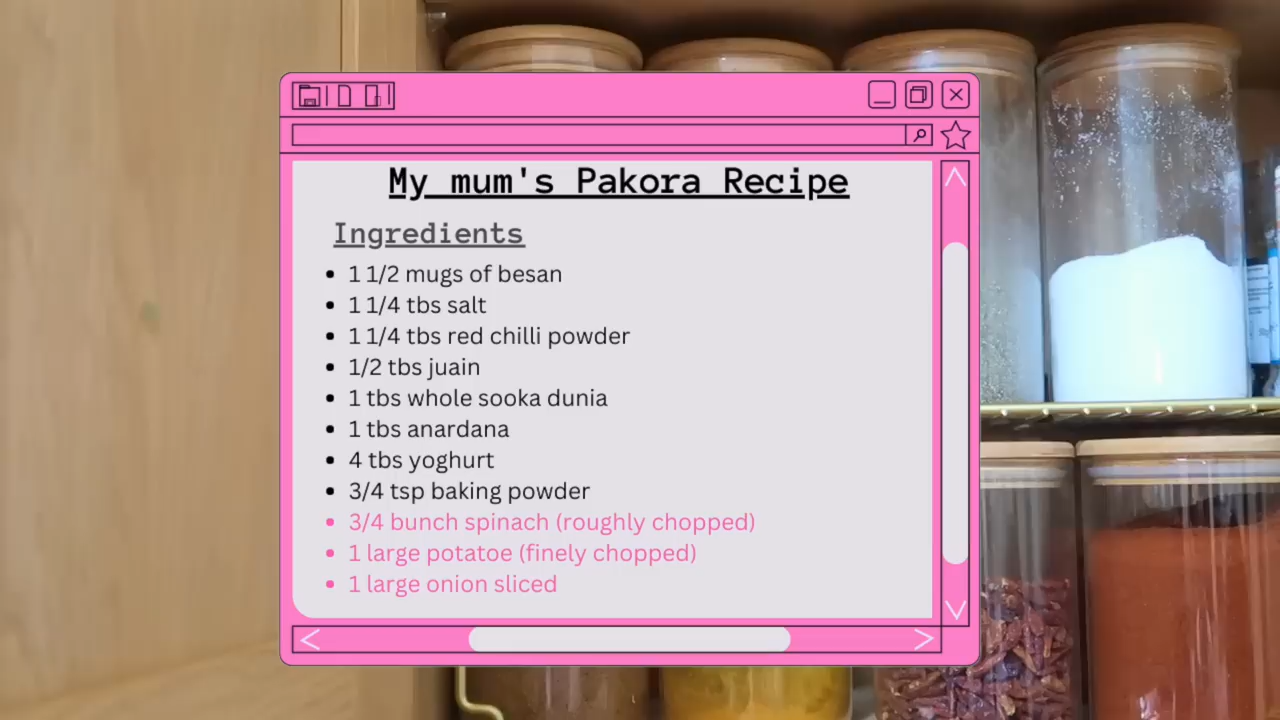 My mum's Pakora Recipe
Ingredients
1 1/2 mugs of besan
1 1/4 tbs salt
1 1/4 tbs red chilli powder
1/2 tbs juain
1 tbs whole sooka dunia
1 tbs anardana
4 tbs yoghurt
3/4 tsp baking powder
3/4 bunch spinach (roughly chopped)
1 large potatoe (finely chopped)
1 large onion sliced